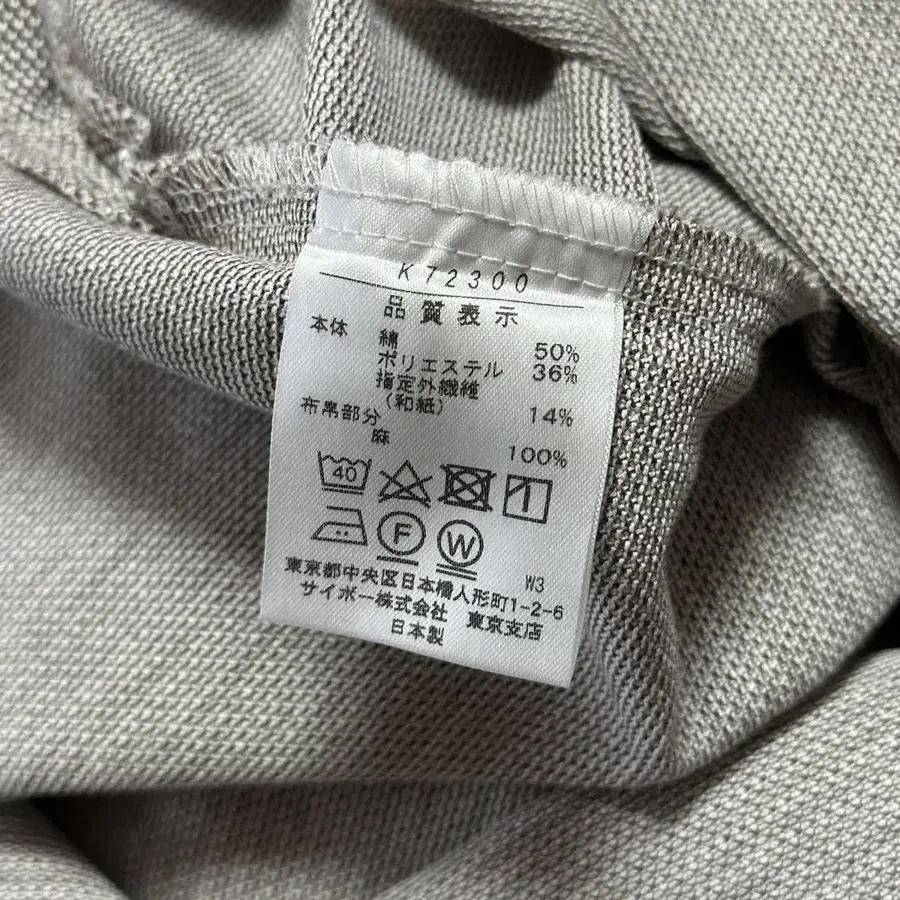 K72300
品質表示
本体 綿 50%
ポリエステル 36%
指定外繊維
(和紙) 14%
布帛部分
麻 100%
40
F W
W3
東京都中央区日本橋人形町1-2-6
サイボー株式会社 東京支店
日本製